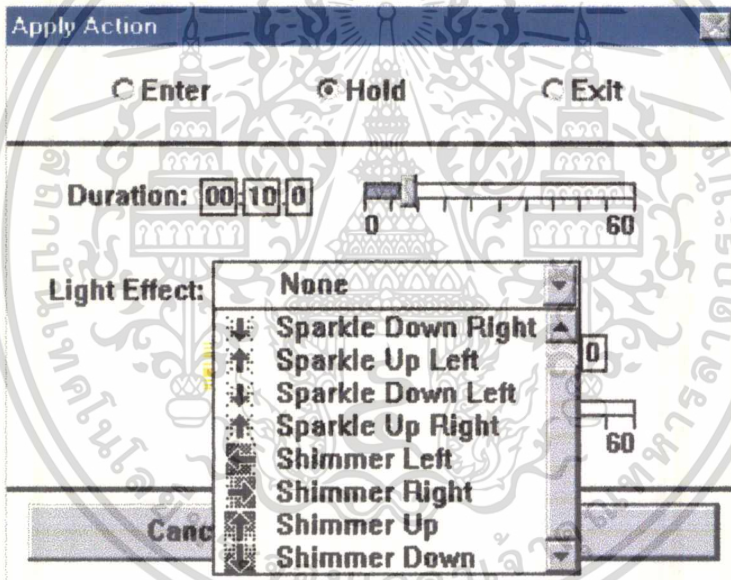 Apply Action
Enter Hold Exit
Duration: 00:10.0
0 60
Light Effect: None
Sparkle Down Right
Sparkle Up Left
0
Sparkle Down Left
Sparkle Up Right
60
Shimmer Left
Shimmer Right
Shimmer Up
Canc
Shimmer Down